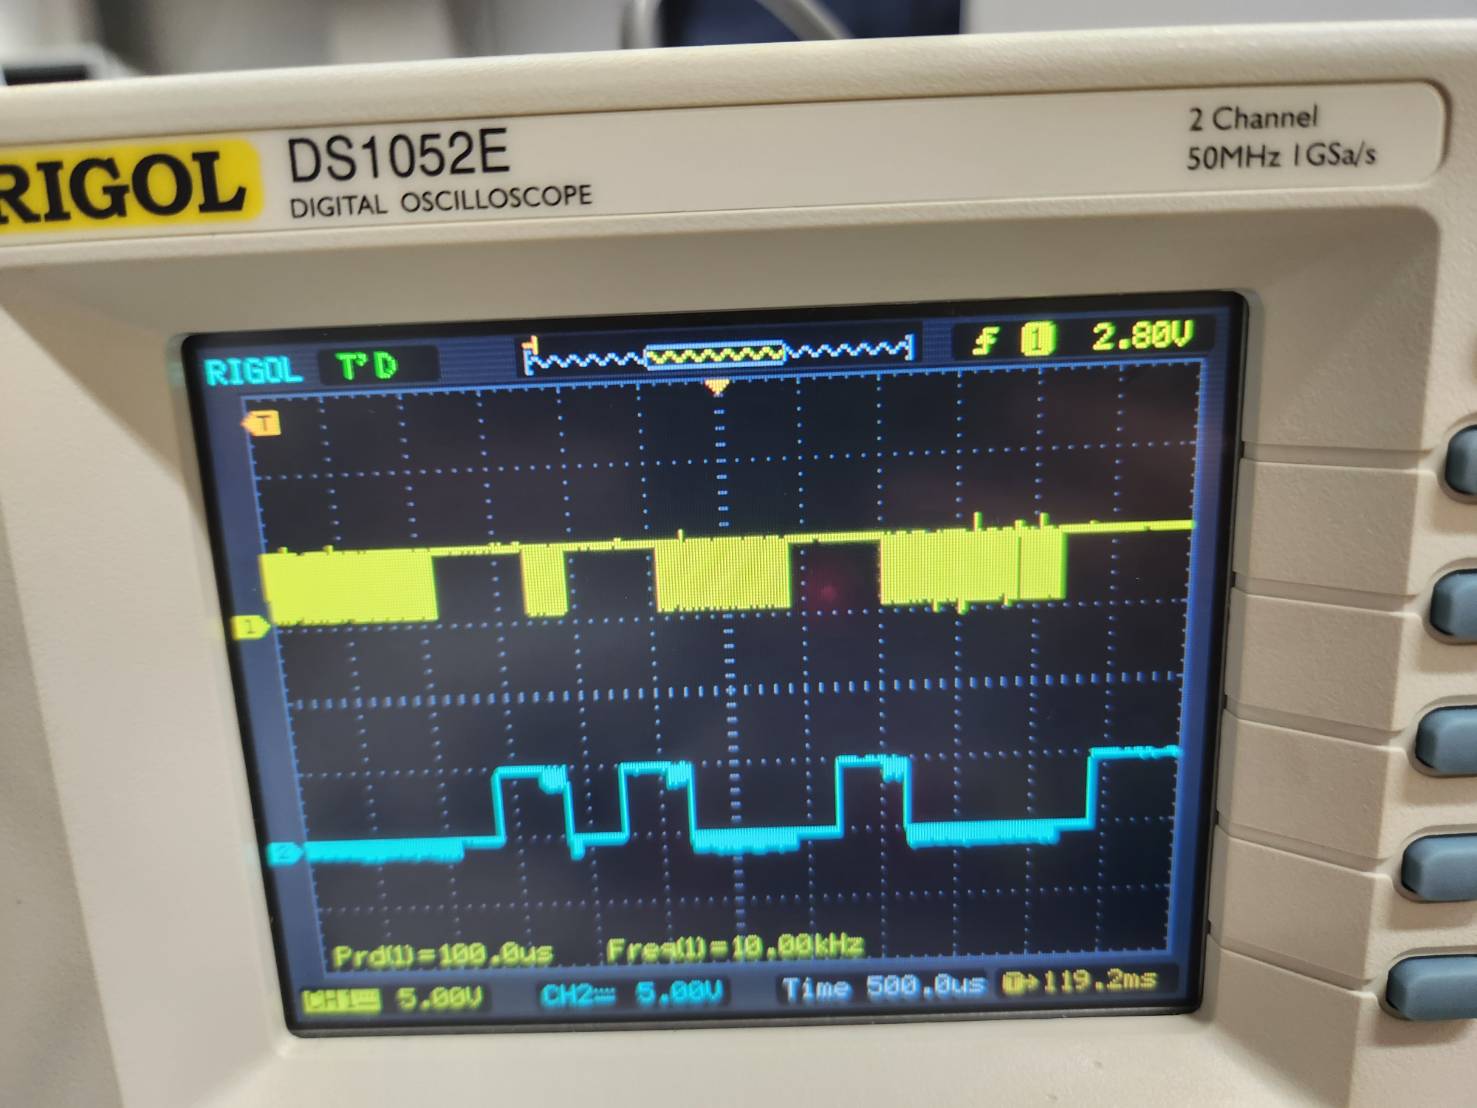 RIGOL DS1052E
DIGITAL OSCILLOSCOPE
2 Channel
50MHz 1GSa/s
RIGOL T'D 1 2.80V
T
1
2
Prd(1)=100.0us Freq(1)=10.00kHz
CH1 5.00V CH2 5.00V Time 500.0us 119.2ms